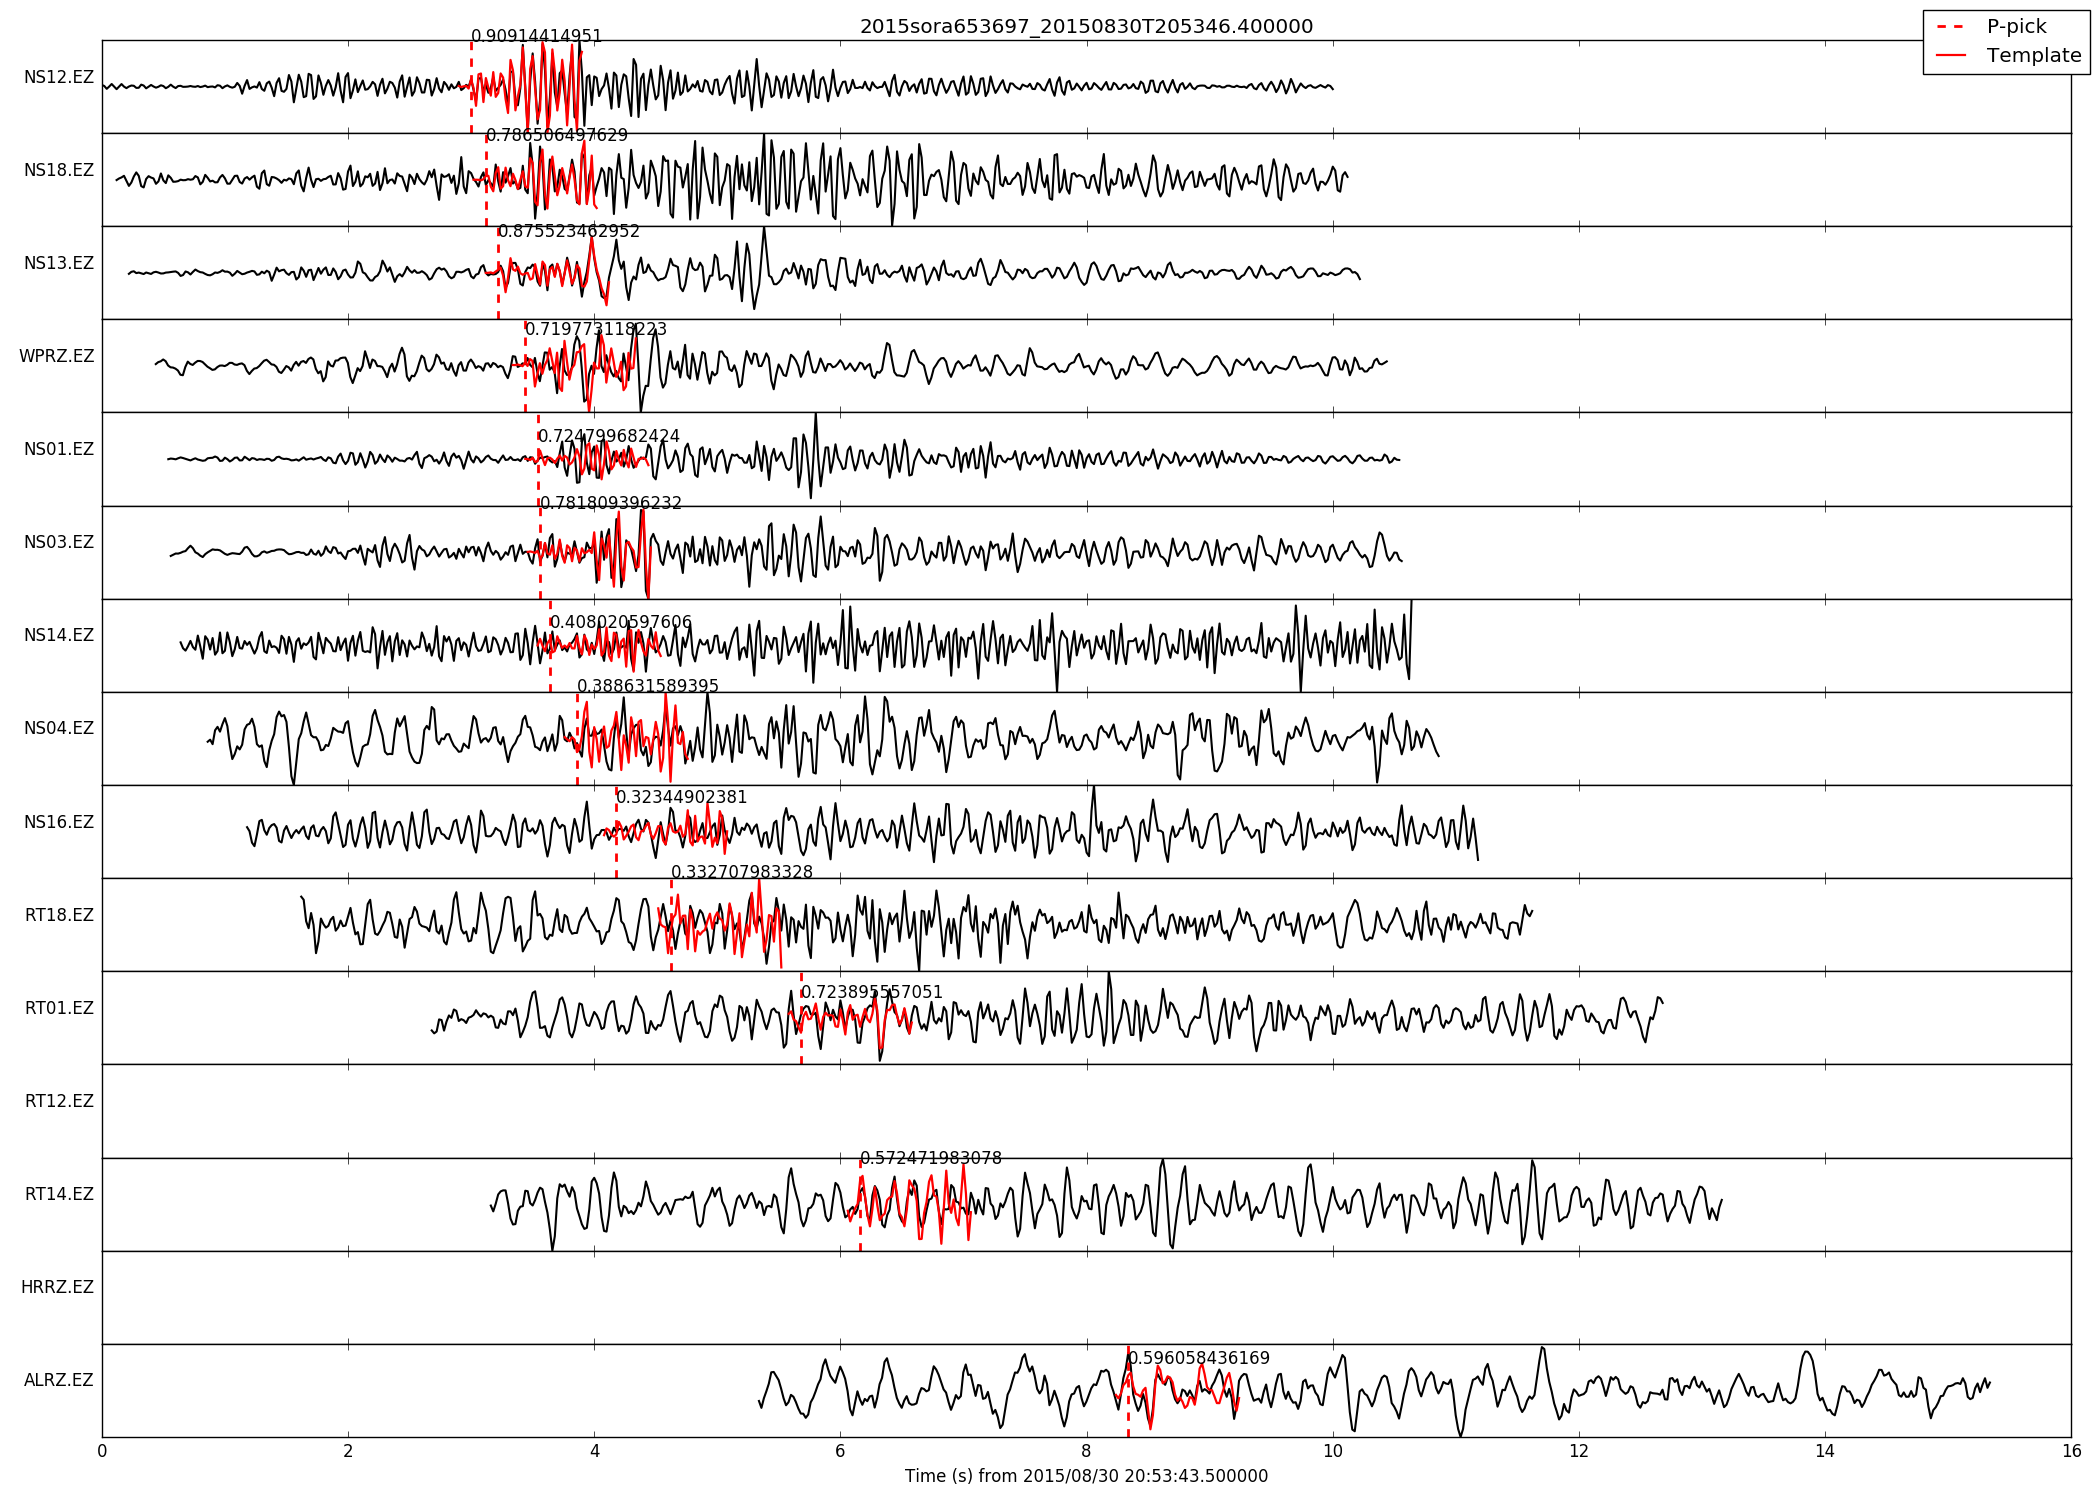 2015sora653697_20150830T205346.400000
P-pick
Template
NS12.EZ
0.90914414951
NS18.EZ
0.786506497629
NS13.EZ
0.875523462952
WPRZ.EZ
0.719773118223
NS01.EZ
0.724799682424
NS03.EZ
0.781809396232
NS14.EZ
0.408020597606
NS04.EZ
0.388631589395
NS16.EZ
0.32344902381
RT18.EZ
0.332707983328
RT01.EZ
0.723895557051
RT12.EZ
RT14.EZ
0.572471983078
HRRZ.EZ
ALRZ.EZ
0.596058436169
0 2 4 6 8 10 12 14 16
Time (s) from 2015/08/30 20:53:43.500000